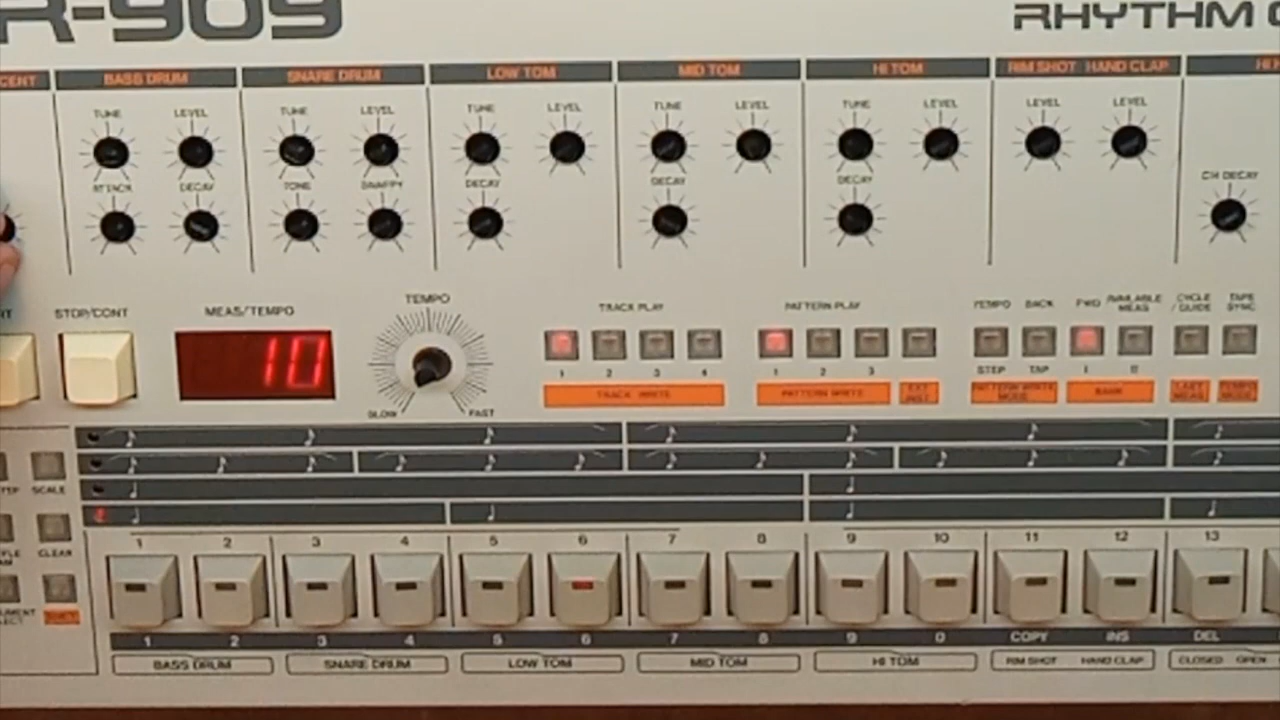 R-909
RHYTHM
CENT BASS DRUM SNARE DRUM LOW TOM MID TOM HI TOM RIM SHOT HAND CLAP
TUNE LEVEL TUNE LEVEL TUNE LEVEL TUNE LEVEL TUNE LEVEL LEVEL LEVEL
ATTACK DECAY TONE SNAPPY DECAY DECAY DECAY CH DECAY
STOP/CONT MEAS/TEMPO TEMPO TRACK PLAY PATTERN PLAY TEMPO BACK FWD AVAILABLE MEAS CYCLE /GUIDE TAPE SYNC
10
1 2 3 4 1 2 3 STEP TAP I II
SLOW FAST TRACK WRITE PATTERN WRITE EXT INST PATTERN WRITE MODE BANK LAST MEAS TEMPO MODE
SCALE
CLEAR
1 2 3 4 5 6 7 8 9 10 11 12 13
1 2 3 4 5 6 7 8 9 0 COPY INS DEL
BASS DRUM SNARE DRUM LOW TOM MID TOM HI TOM RIM SHOT HAND CLAP CLOSED OPEN